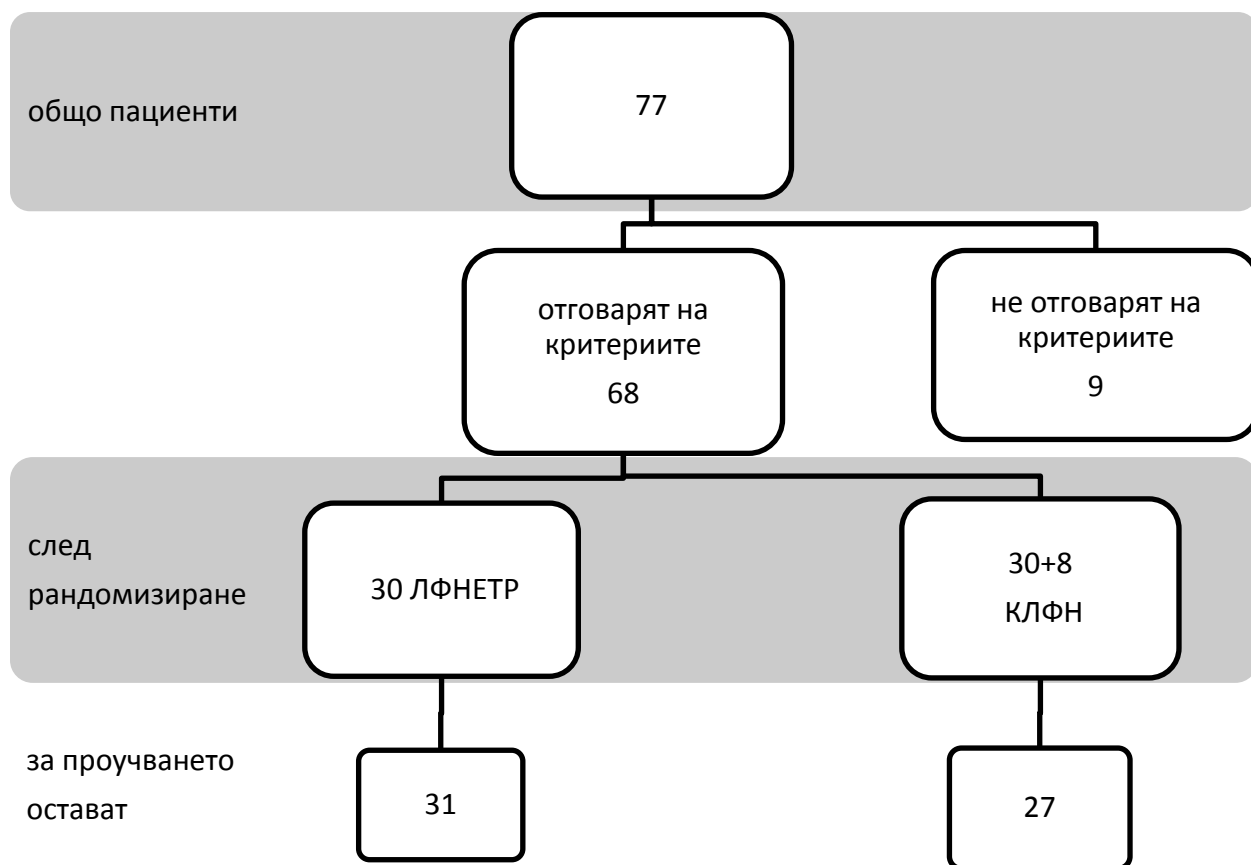 общо пациенти
77
отговарят на
критериите
68
не отговарят на
критериите
9
след
рандомизиране
30 ЛФНЕТР
30+8
КЛФН
за проучването
остават
31
27